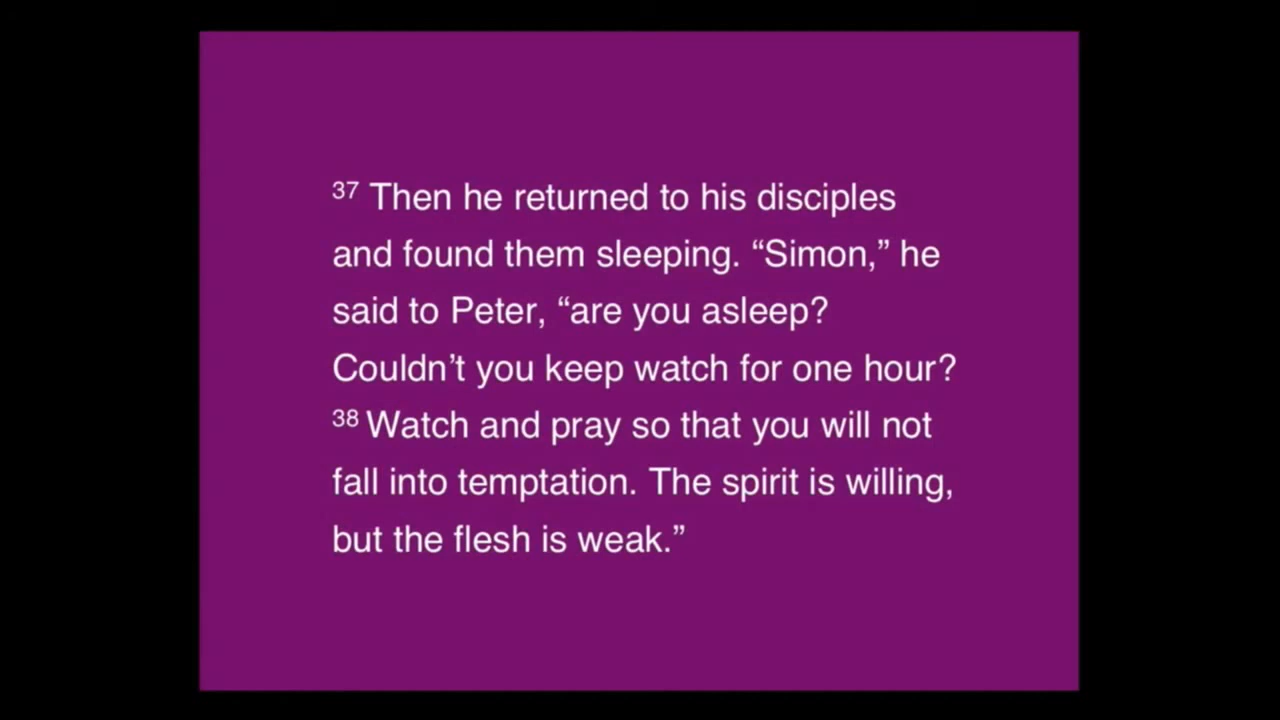 37 Then he returned to his disciples
and found them sleeping. “Simon,” he
said to Peter, “are you asleep?
Couldn’t you keep watch for one hour?
38 Watch and pray so that you will not
fall into temptation. The spirit is willing,
but the flesh is weak.”